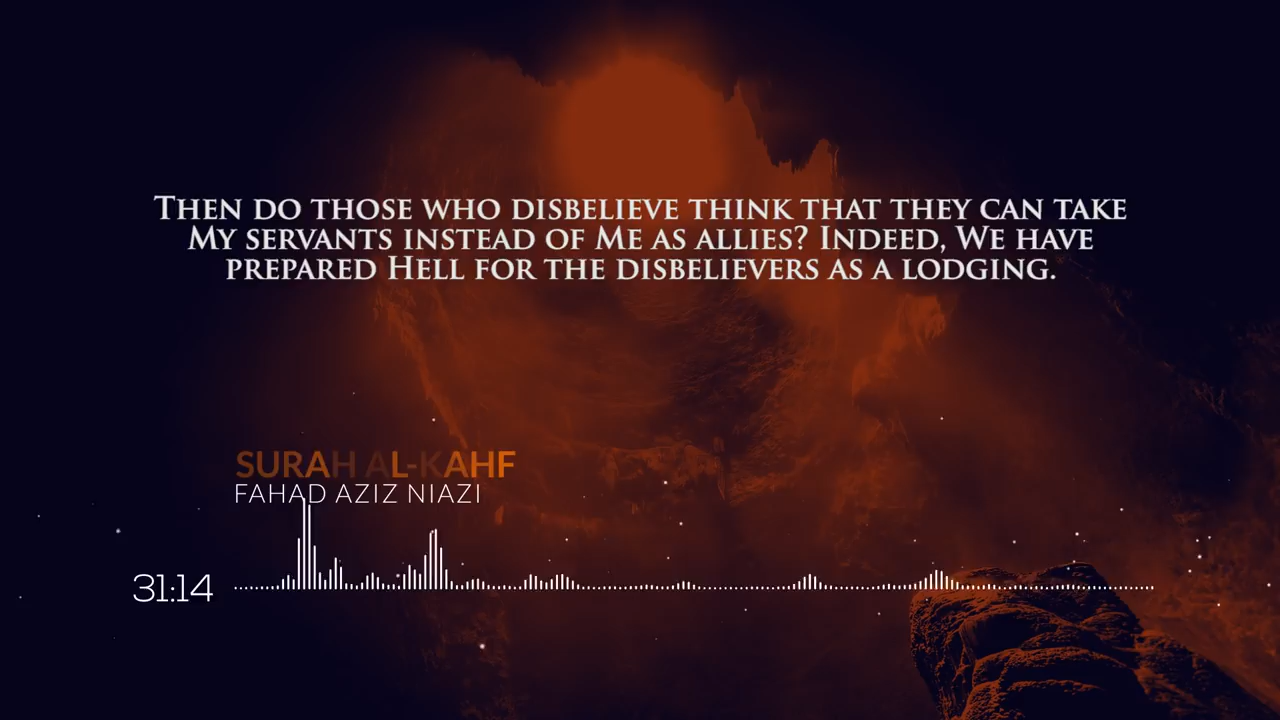 Then do those who disbelieve think that they can take
My servants instead of Me as allies? Indeed, We have
prepared Hell for the disbelievers as a lodging.
SURAH AL-KAHF
FAHAD AZIZ NIAZI
31:14